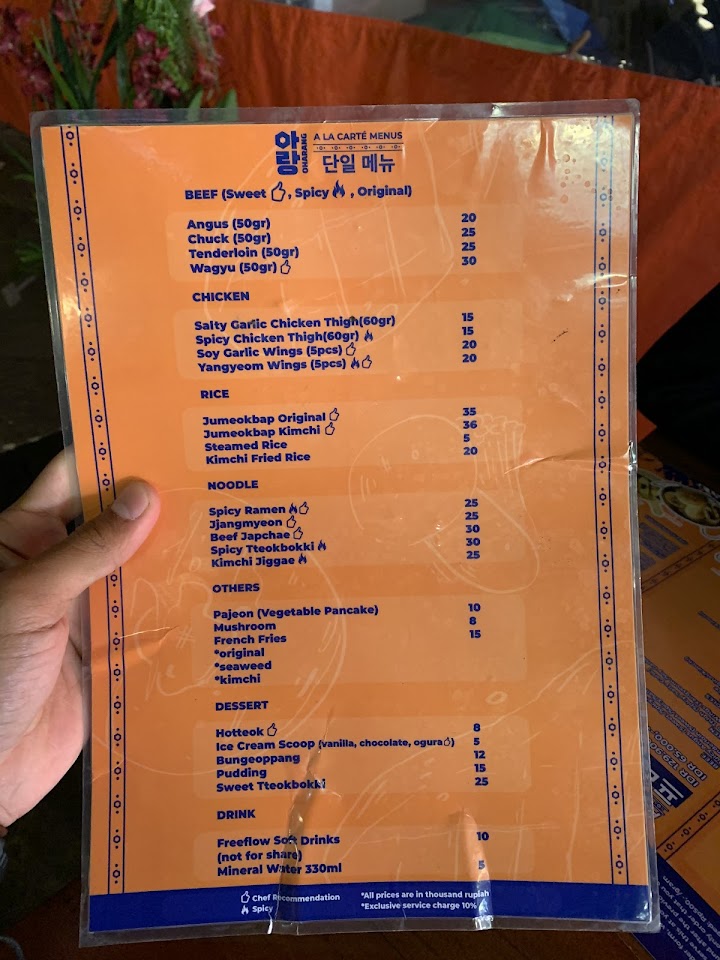 아랑
OHARANG
A LA CARTÉ MENUS
단일 메뉴
BEEF (Sweet , Spicy , Original)
Angus (50gr) 20
Chuck (50gr) 25
Tenderloin (50gr) 25
Wagyu (50gr) 30
CHICKEN
Salty Garlic Chicken Thigh(60gr) 15
Spicy Chicken Thigh(60gr) 15
Soy Garlic Wings (5pcs) 20
Yangyeom Wings (5pcs) 20
RICE
Jumeokbap Original 35
Jumeokbap Kimchi 36
Steamed Rice 5
Kimchi Fried Rice 20
NOODLE
Spicy Ramen 25
Jjangmyeon 25
Beef Japchae 30
Spicy Tteokbokki 30
Kimchi Jiggae 25
OTHERS
Pajeon (Vegetable Pancake) 10
Mushroom 8
French Fries 15
*original
*seaweed
*kimchi
DESSERT
Hotteok 8
Ice Cream Scoop (vanilla, chocolate, ogura) 5
Bungeoppang 12
Pudding 15
Sweet Tteokbokki 25
DRINK
Freeflow Soft Drinks 10
(not for share)
Mineral Water 330ml 5
Chef Recommendation *All prices in thousand rupiah
Spicy *Exclusive service charge 10%